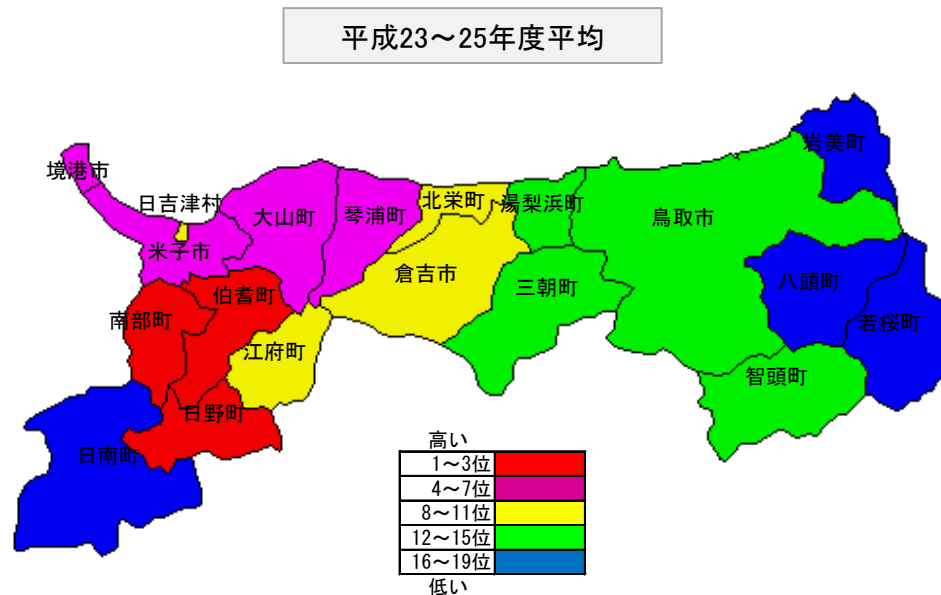 平成23～25年度平均
岩美町
境港市
日吉津村
大山町
琴浦町
北栄町
湯梨浜町
鳥取市
米子市
倉吉市
三朝町
八頭町
伯耆町
南部町
若桜町
江府町
智頭町
日野町
日南町
高い
1～3位
4～7位
8～11位
12～15位
16～19位
低い